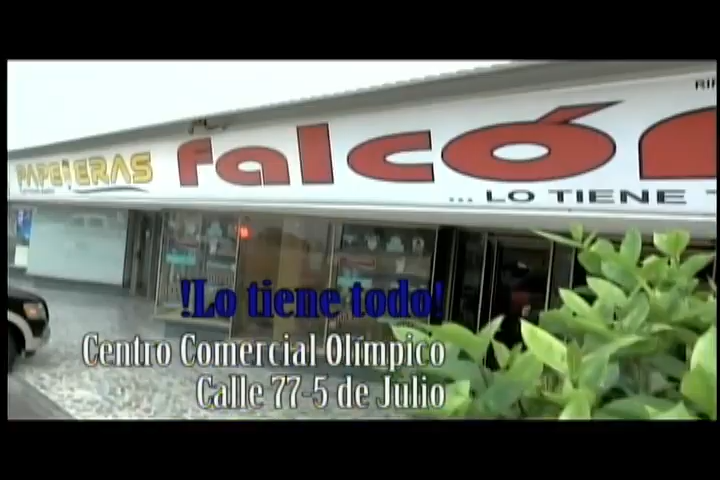 PAPELERAS
falcón
... LO TIENE
!Lo tiene todo!
Centro Comercial Olímpico
Calle 77-5 de Julio